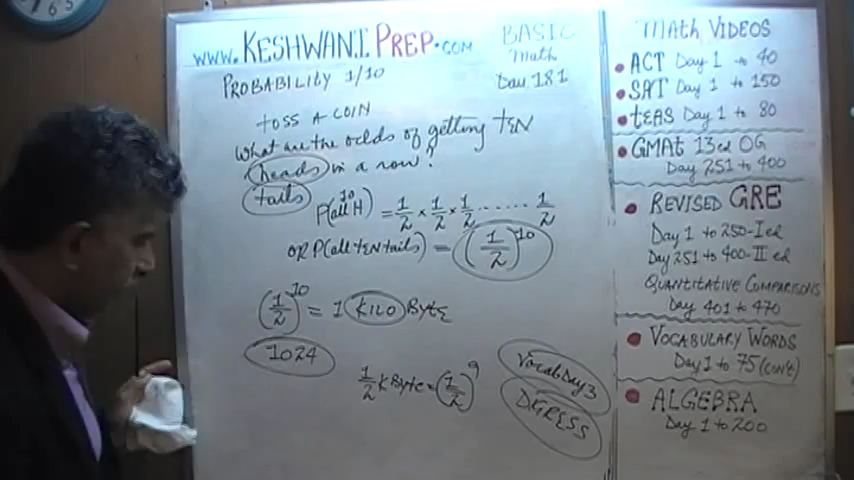 www.KESHWANIPREP.COM
BASIC
Math
Day 181
PROBABILITY 1/10
TOSS A COIN
What are the odds of getting TEN
heads in a row?
tails
P(all 10 H) = 1/2 × 1/2 × 1/2 ...... 1/2
OR P(all tEN tails) = (1/2)^10
(1/2)^10 = 1 KILO BYTE
1024
1/2 KByte = (1/2)^9
Vocab Day 3
DIGRESS
MATH VIDEOS
ACT Day 1 to 40
SAT Day 1 to 150
tEAS Day 1 to 80
GMAt 13ed OG
Day 251 to 400
REVISED GRE
Day 1 to 250-I ed
Day 251 to 400-II ed
QUANTITATIVE COMPARISONS
Day 401 to 470
VOCABULARY WORDS
Day 1 to 75 (CON't)
ALGEBRA
Day 1 to 200